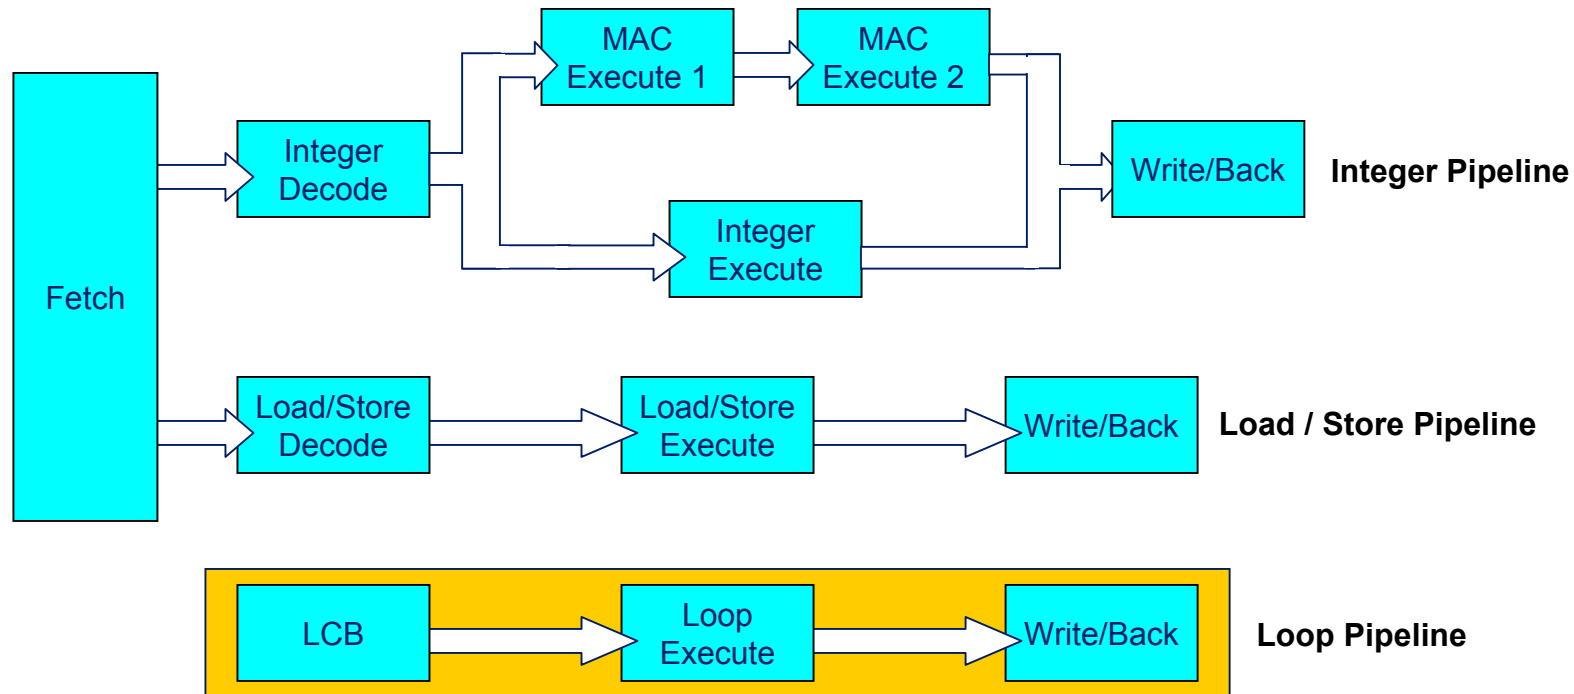 MAC
Execute 1
MAC
Execute 2
Integer
Decode
Write/Back
Integer Pipeline
Integer
Execute
Fetch
Load/Store
Decode
Load/Store
Execute
Write/Back
Load / Store Pipeline
LCB
Loop
Execute
Write/Back
Loop Pipeline